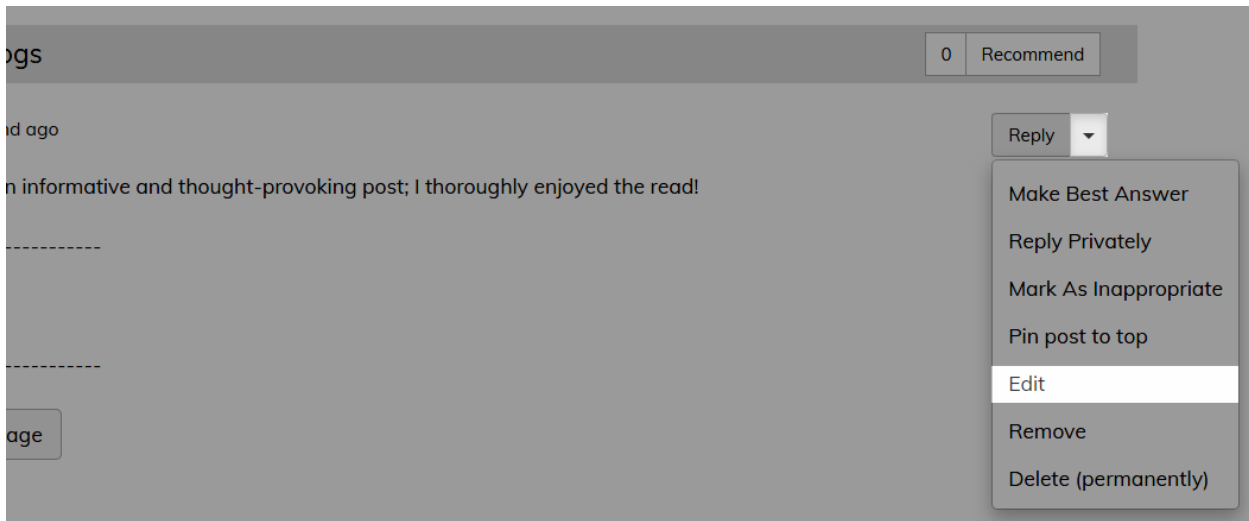 ogs
0 Recommend
nd ago
Reply
n informative and thought-provoking post; I thoroughly enjoyed the read!
Make Best Answer
-----------
Reply Privately
Mark As Inappropriate
Pin post to top
-----------
Edit
Remove
age
Delete (permanently)